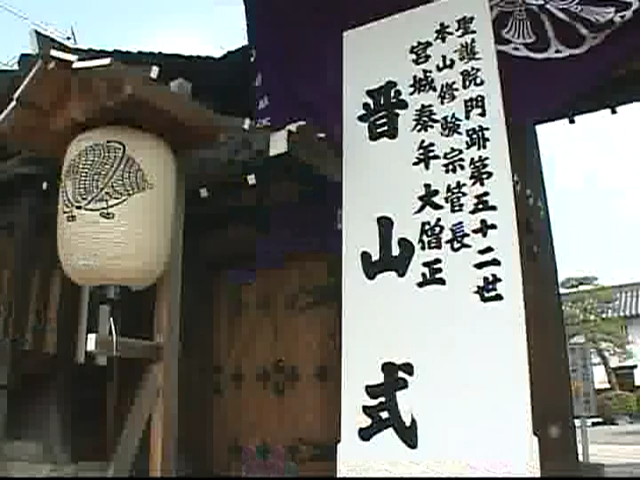 聖護院門跡第五十二世
本山修験宗管長
宮城泰年大僧正
晋山式